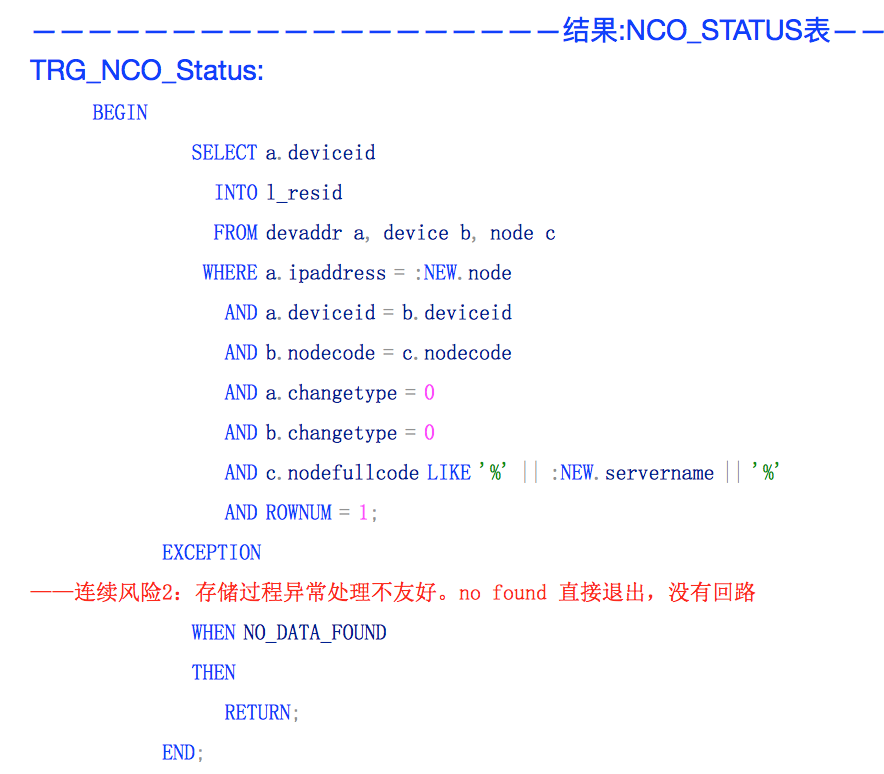 －－－－－－－－－－－－－－－－－－－结果:NCO_STATUS表－－
TRG_NCO_Status:
BEGIN
SELECT a.deviceid
INTO l_resid
FROM devaddr a, device b, node c
WHERE a.ipaddress = :NEW.node
AND a.deviceid = b.deviceid
AND b.nodecode = c.nodecode
AND a.changetype = 0
AND b.changetype = 0
AND c.nodefullcode LIKE '%' || :NEW.servername || '%'
AND ROWNUM = 1;
EXCEPTION
——连续风险2: 存储过程异常处理不友好。no found 直接退出，没有回路
WHEN NO_DATA_FOUND
THEN
RETURN;
END;